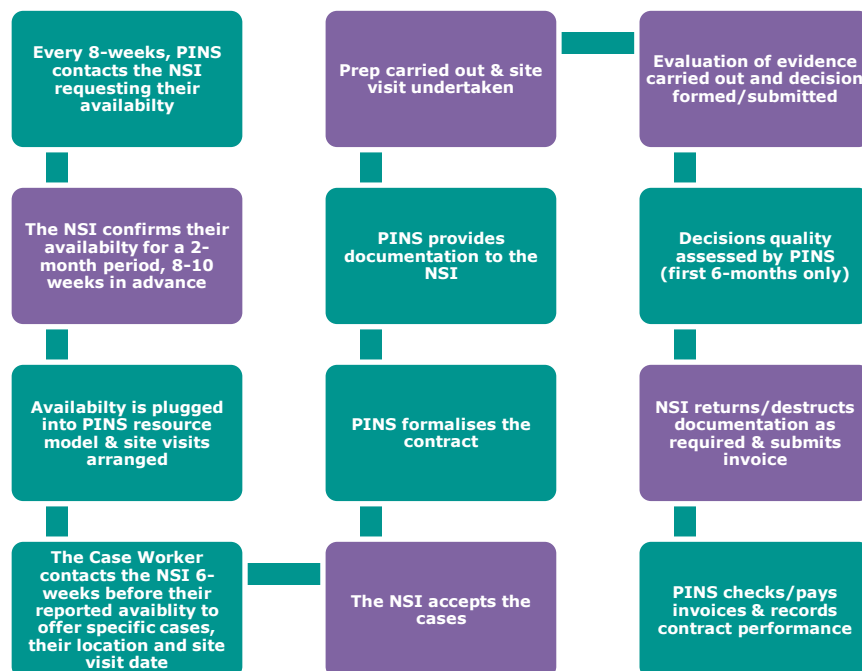 Every 8-weeks, PINS
contacts the NSI
requesting their
availabilty
The NSI confirms their
availabilty for a 2-
month period, 8-10
weeks in advance
Availabilty is plugged
into PINS resource
model & site visits
arranged
The Case Worker
contacts the NSI 6-
weeks before their
reported avaiblity to
offer specific cases,
their location and site
visit date
The NSI accepts the
cases
PINS formalises the
contract
PINS provides
documentation to the
NSI
Prep carried out & site
visit undertaken
Evaluation of evidence
carried out and decision
formed/submitted
Decisions quality
assessed by PINS
(first 6-months only)
NSI returns/destructs
documentation as
required & submits
invoice
PINS checks/pays
invoices & records
contract performance